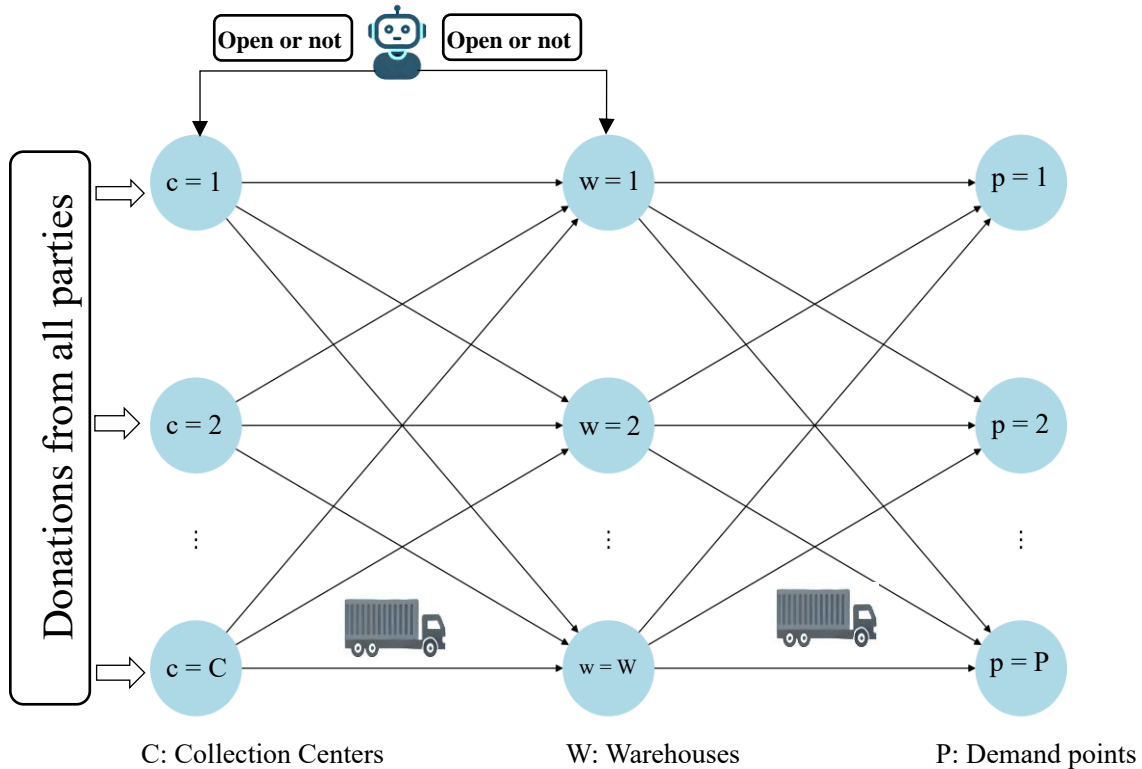 Open or not
Open or not
Donations from all parties
c = 1
w = 1
p = 1
c = 2
w = 2
p = 2
⋮
⋮
⋮
c = C
w = W
p = P
C: Collection Centers
W: Warehouses
P: Demand points